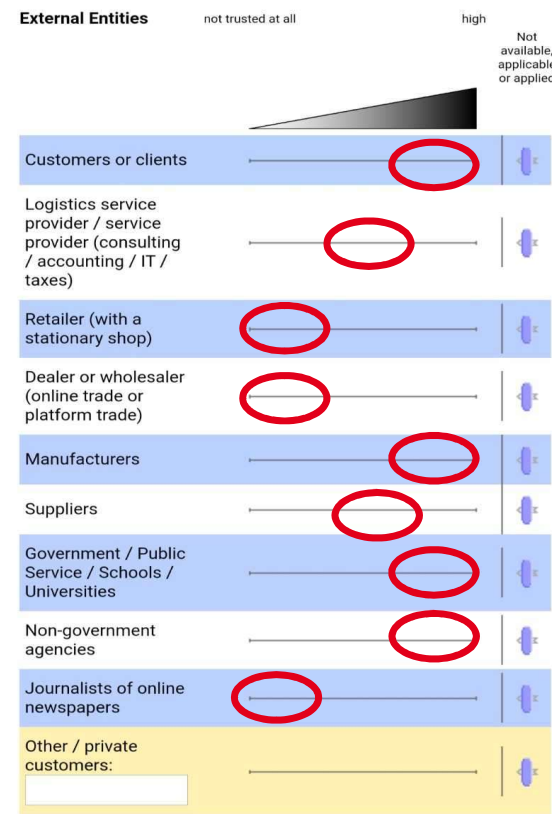 External Entities
not trusted at all
high
Not
available,
applicable
or applied
Customers or clients
Logistics service
provider / service
provider (consulting
/ accounting / IT /
taxes)
Retailer (with a
stationary shop)
Dealer or wholesaler
(online trade or
platform trade)
Manufacturers
Suppliers
Government / Public
Service / Schools /
Universities
Non-government
agencies
Journalists of online
newspapers
Other / private
customers: